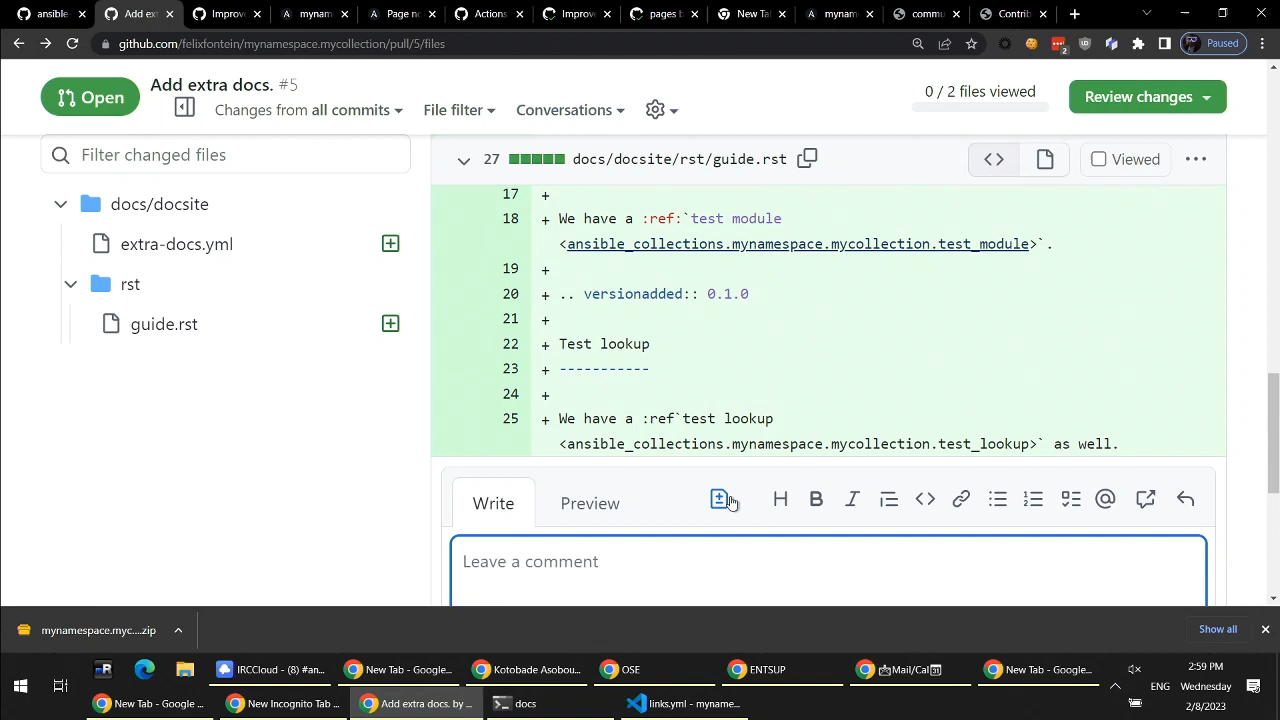 ansible -
Add ext
Improve
mynam
Page no
Actions
Improve
pages b
New Tab
mynam
commu
Contrib
github.com/felixfontein/mynamespace.mycollection/pull/5/files
2
Paused
Open
Add extra docs. #5
Changes from all commits
File filter
Conversations
0 / 2 files viewed
Review changes
Filter changed files
docs/docsite
extra-docs.yml
rst
guide.rst
27
docs/docsite/rst/guide.rst
Viewed
17 +
18 + We have a :ref:`test module
<ansible_collections.mynamespace.mycollection.test_module>`.
19 +
20 + .. versionadded:: 0.1.0
21 +
22 + Test lookup
23 + -----------
24 +
25 + We have a :ref`test lookup
<ansible_collections.mynamespace.mycollection.test_lookup>` as well.
Write
Preview
Leave a comment
mynamespace.myc....zip
Show all
IRCCloud - (8) #an...
New Tab - Google...
Kotobade Asobou...
OSE
ENTSUP
Mail/Cal
New Tab - Google...
2:59 PM
ENG
Wednesday
2/8/2023
New Tab - Google ...
New Incognito Tab ...
Add extra docs. by ...
docs
links.yml - myname...